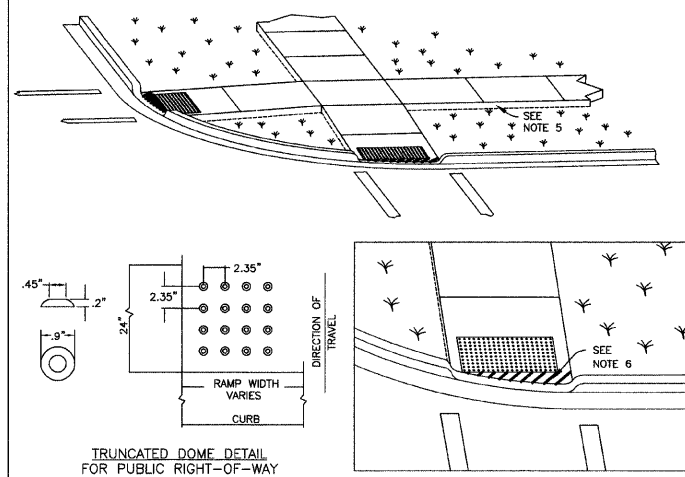 SEE
NOTE 5
.45"
.2"
.9"
2.35"
2.35"
24"
DIRECTION OF
TRAVEL
RAMP WIDTH
VARIES
CURB
TRUNCATED DOME DETAIL
FOR PUBLIC RIGHT-OF-WAY
SEE
NOTE 6